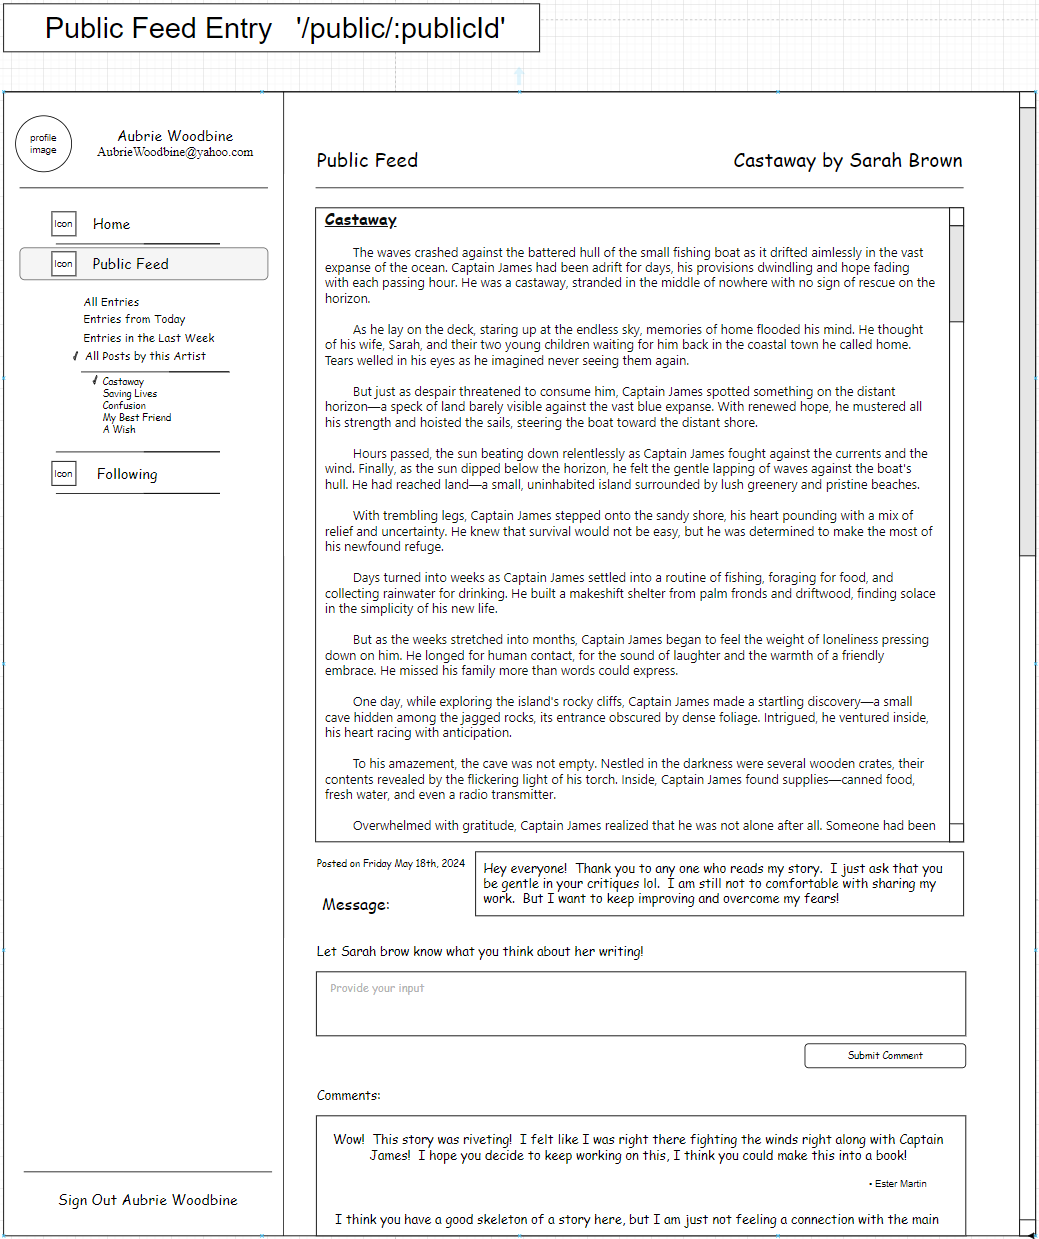 Public Feed Entry '/public/:publicId'
profile
image
Aubrie Woodbine
AubrieWoodbine@yahoo.com
Icon
Home
Icon
Public Feed
All Entries
Entries from Today
Entries in the Last Week
All Posts by this Artist
Castaway
Saving Lives
Confusion
My Best Friend
A Wish
Icon
Following
Sign Out Aubrie Woodbine
Public Feed
Castaway by Sarah Brown
Castaway
The waves crashed against the battered hull of the small fishing boat as it drifted aimlessly in the vast
expanse of the ocean. Captain James had been adrift for days, his provisions dwindling and hope fading
with each passing hour. He was a castaway, stranded in the middle of nowhere with no sign of rescue on the
horizon.
As he lay on the deck, staring up at the endless sky, memories of home flooded his mind. He thought
of his wife, Sarah, and their two young children waiting for him back in the coastal town he called home.
Tears welled in his eyes as he imagined never seeing them again.
But just as despair threatened to consume him, Captain James spotted something on the distant
horizon—a speck of land barely visible against the vast blue expanse. With renewed hope, he mustered all
his strength and hoisted the sails, steering the boat toward the distant shore.
Hours passed, the sun beating down relentlessly as Captain James fought against the currents and the
wind. Finally, as the sun dipped below the horizon, he felt the gentle lapping of waves against the boat's
hull. He had reached land—a small, uninhabited island surrounded by lush greenery and pristine beaches.
With trembling legs, Captain James stepped onto the sandy shore, his heart pounding with a mix of
relief and uncertainty. He knew that survival would not be easy, but he was determined to make the most of
his newfound refuge.
Days turned into weeks as Captain James settled into a routine of fishing, foraging for food, and
collecting rainwater for drinking. He built a makeshift shelter from palm fronds and driftwood, finding solace
in the simplicity of his new life.
But as the weeks stretched into months, Captain James began to feel the weight of loneliness pressing
down on him. He longed for human contact, for the sound of laughter and the warmth of a friendly
embrace. He missed his family more than words could express.
One day, while exploring the island's rocky cliffs, Captain James made a startling discovery—a small
cave hidden among the jagged rocks, its entrance obscured by dense foliage. Intrigued, he ventured inside,
his heart racing with anticipation.
To his amazement, the cave was not empty. Nestled in the darkness were several wooden crates, their
contents revealed by the flickering light of his torch. Inside, Captain James found supplies—canned food,
fresh water, and even a radio transmitter.
Overwhelmed with gratitude, Captain James realized that he was not alone after all. Someone had been
Posted on Friday May 18th, 2024
Message:
Hey everyone! Thank you to any one who reads my story. I just ask that you
be gentle in your critiques lol. I am still not to comfortable with sharing my
work. But I want to keep improving and overcome my fears!
Let Sarah brow know what you think about her writing!
Provide your input
Submit Comment
Comments:
Wow! This story was riveting! I felt like I was right there fighting the winds right along with Captain
James! I hope you decide to keep working on this, I think you could make this into a book!
• Ester Martin
I think you have a good skeleton of a story here, but I am just not feeling a connection with the main